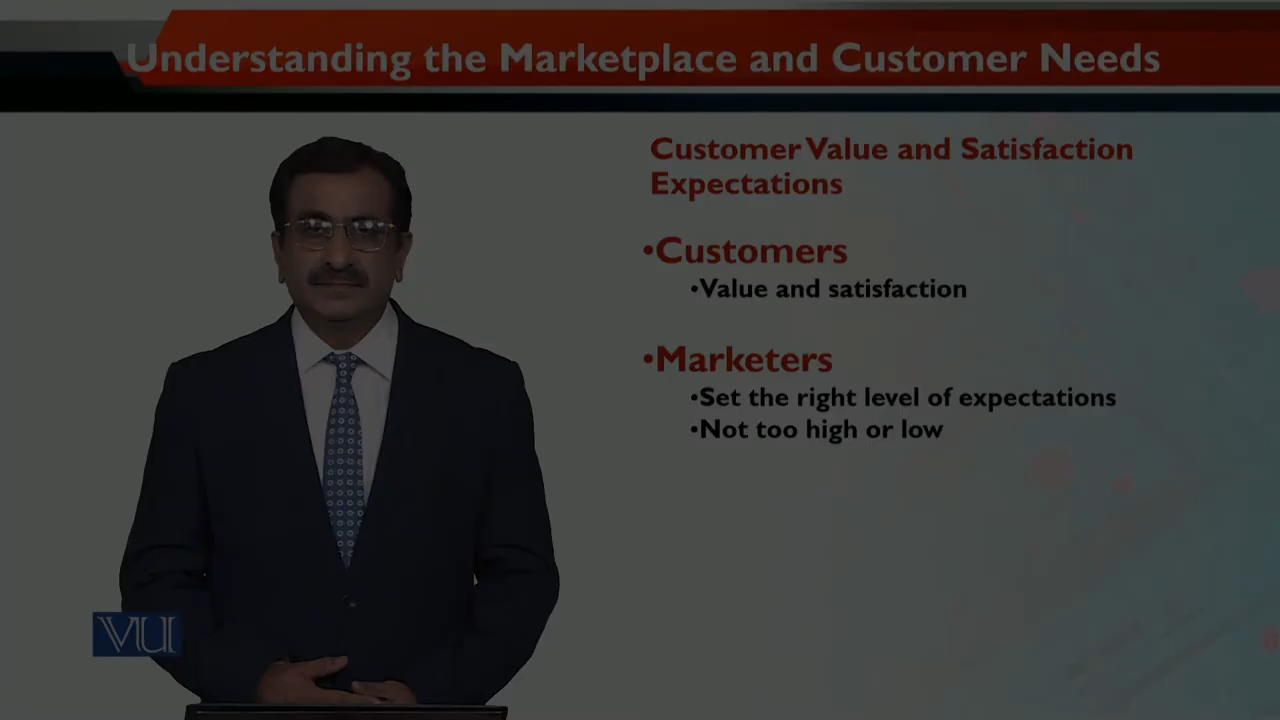 Understanding the Marketplace and Customer Needs
Customer Value and Satisfaction
Expectations
•Customers
•Value and satisfaction
•Marketers
•Set the right level of expectations
•Not too high or low
VU